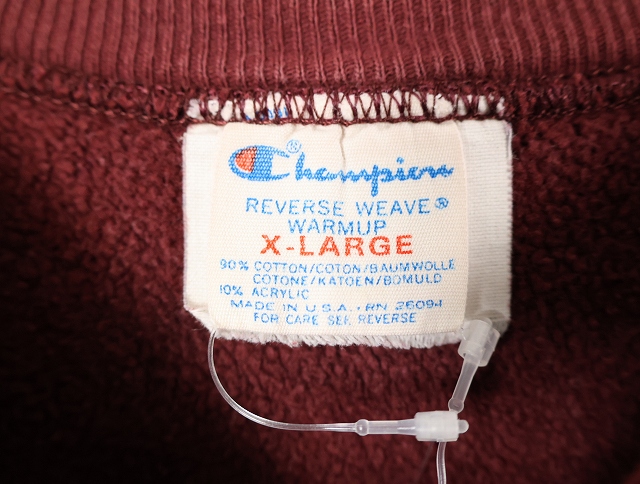 Champion®
REVERSE WEAVE®
WARMUP
X-LARGE
90% COTTON/COTON/BAUMWOLLE
COTONE/KATOEN/BOMULD
10% ACRYLIC
MADE IN U.S.A., RN 26094
FOR CARE SEE REVERSE